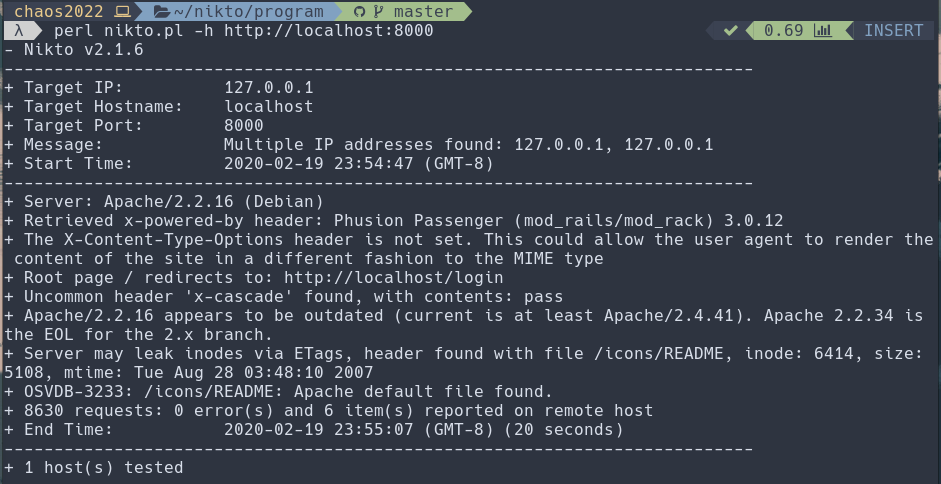 chaos2022 ~/nikto/program master
λ perl nikto.pl -h http://localhost:8000 ✔ 0.69 INSERT
- Nikto v2.1.6
---------------------------------------------------------------------------
+ Target IP: 127.0.0.1
+ Target Hostname: localhost
+ Target Port: 8000
+ Message: Multiple IP addresses found: 127.0.0.1, 127.0.0.1
+ Start Time: 2020-02-19 23:54:47 (GMT-8)
---------------------------------------------------------------------------
+ Server: Apache/2.2.16 (Debian)
+ Retrieved x-powered-by header: Phusion Passenger (mod_rails/mod_rack) 3.0.12
+ The X-Content-Type-Options header is not set. This could allow the user agent to render the
content of the site in a different fashion to the MIME type
+ Root page / redirects to: http://localhost/login
+ Uncommon header 'x-cascade' found, with contents: pass
+ Apache/2.2.16 appears to be outdated (current is at least Apache/2.4.41). Apache 2.2.34 is
the EOL for the 2.x branch.
+ Server may leak inodes via ETags, header found with file /icons/README, inode: 6414, size:
5108, mtime: Tue Aug 28 03:48:10 2007
+ OSVDB-3233: /icons/README: Apache default file found.
+ 8630 requests: 0 error(s) and 6 item(s) reported on remote host
+ End Time: 2020-02-19 23:55:07 (GMT-8) (20 seconds)
---------------------------------------------------------------------------
+ 1 host(s) tested